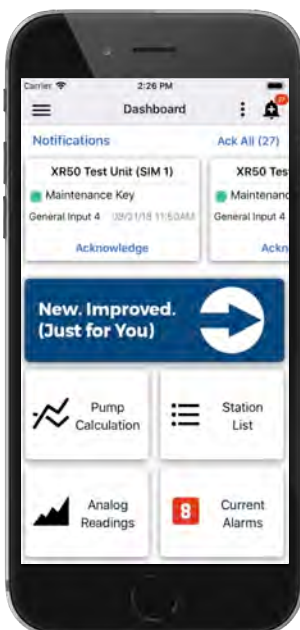 Carrier 2:26 PM
Dashboard
27
Notifications Ack All (27)
XR50 Test Unit (SIM 1)
Maintenance Key
General Input 4 09/21/18 11:50AM
Acknowledge
XR50 Tes
Maintenanc
General Input 4
Ackn
New. Improved.
(Just for You)
Pump
Calculation
Station
List
Analog
Readings
8
Current
Alarms